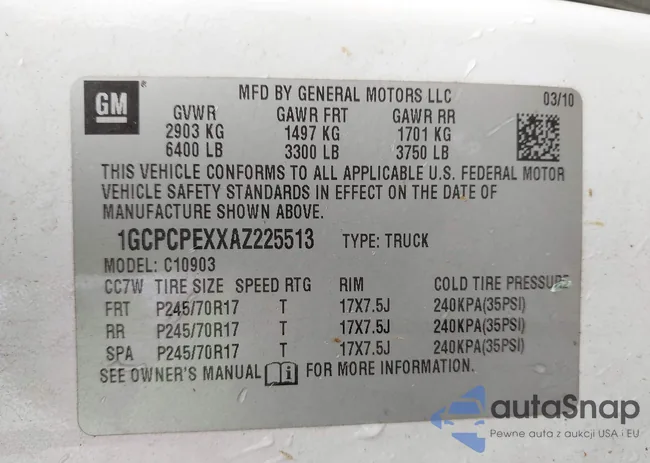 GM
MFD BY GENERAL MOTORS LLC
03/10
GVWR GAWR FRT GAWR RR
2903 KG 1497 KG 1701 KG
6400 LB 3300 LB 3750 LB
THIS VEHICLE CONFORMS TO ALL APPLICABLE U.S. FEDERAL MOTOR
VEHICLE SAFETY STANDARDS IN EFFECT ON THE DATE OF
MANUFACTURE SHOWN ABOVE.
1GCPCPEXXAZ225513 TYPE: TRUCK
MODEL: C10903
CC7W TIRE SIZE SPEED RTG RIM COLD TIRE PRESSURE
FRT P245/70R17 T 17X7.5J 240KPA(35PSI)
RR P245/70R17 T 17X7.5J 240KPA(35PSI)
SPA P245/70R17 T 17X7.5J 240KPA(35PSI)
SEE OWNER'S MANUAL FOR MORE INFORMATION.
autaSnap
Pewne auta z aukcji USA i EU